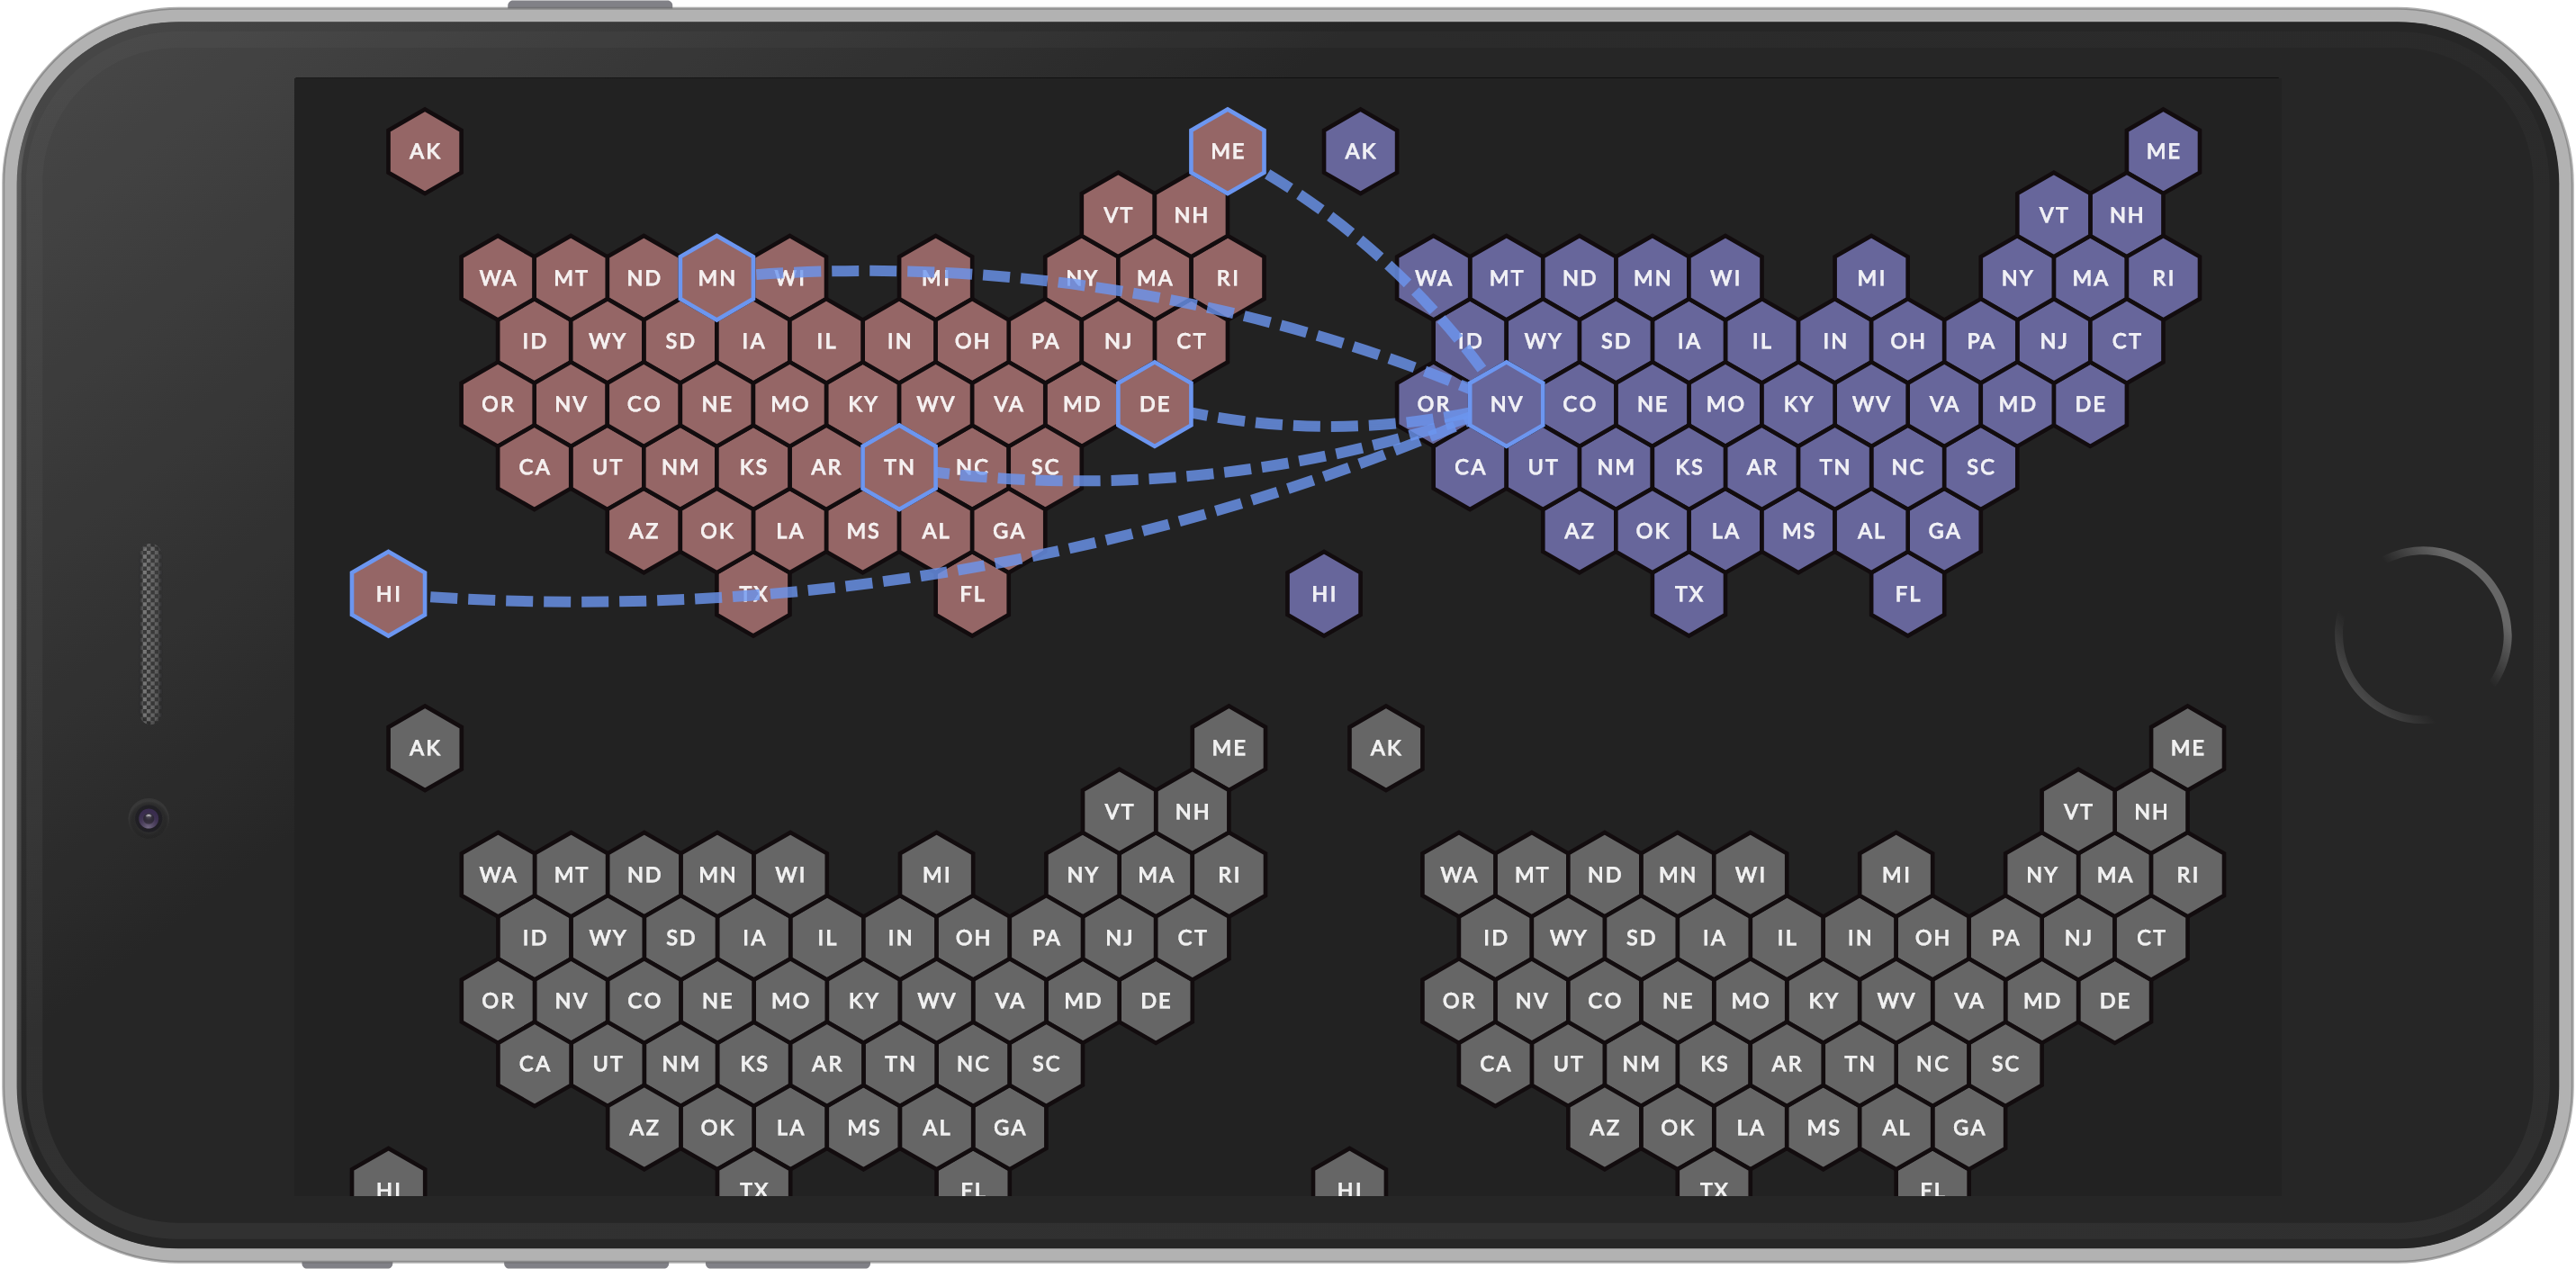 AK ME AK ME
VT NH VT NH
WA MT ND MN WI MI NY MA RI WA MT ND MN WI MI NY MA RI
ID WY SD IA IL IN OH PA NJ CT ID WY SD IA IL IN OH PA NJ CT
OR NV CO NE MO KY WV VA MD DE OR NV CO NE MO KY WV VA MD DE
CA UT NM KS AR TN NC SC CA UT NM KS AR TN NC SC
AZ OK LA MS AL GA AZ OK LA MS AL GA
HI TX FL HI TX FL
AK ME AK ME
VT NH VT NH
WA MT ND MN WI MI NY MA RI WA MT ND MN WI MI NY MA RI
ID WY SD IA IL IN OH PA NJ CT ID WY SD IA IL IN OH PA NJ CT
OR NV CO NE MO KY WV VA MD DE OR NV CO NE MO KY WV VA MD DE
CA UT NM KS AR TN NC SC CA UT NM KS AR TN NC SC
AZ OK LA MS AL GA AZ OK LA MS AL GA
HI TX FL HI TX FL